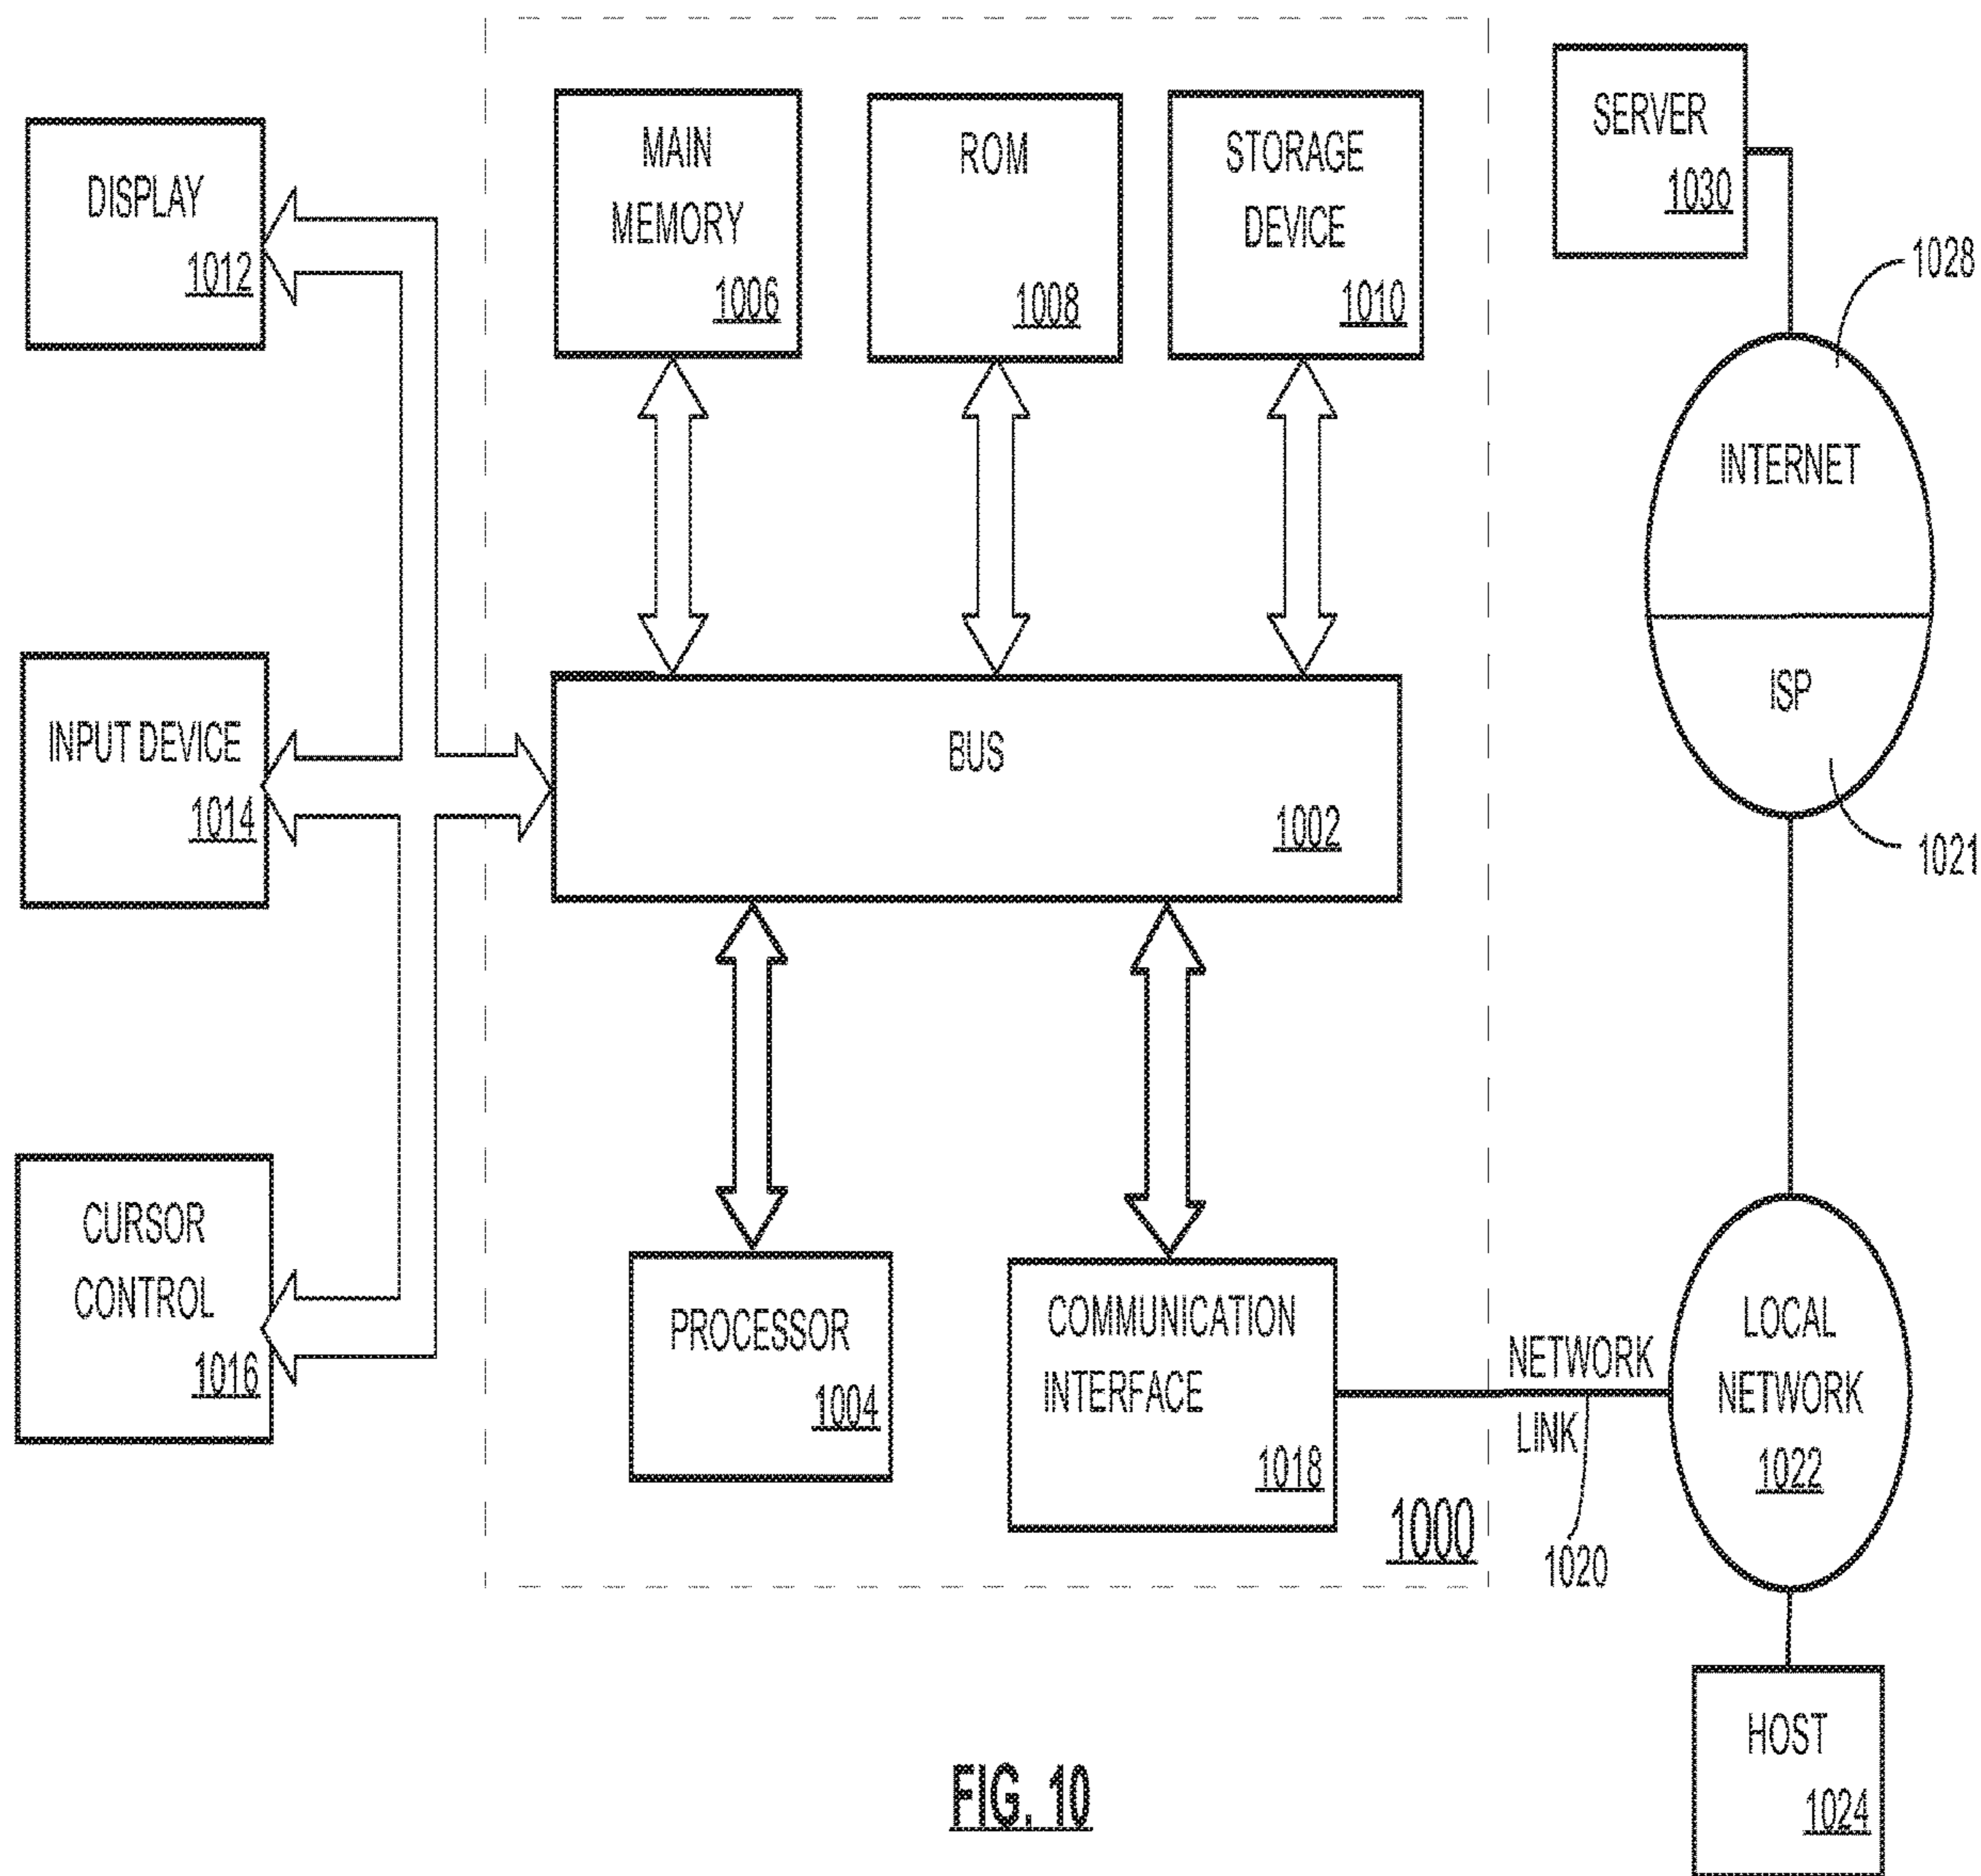 DISPLAY
1012
INPUT DEVICE
1014
CURSOR
CONTROL
1016
MAIN
MEMORY
1006
ROM
1008
STORAGE
DEVICE
1010
BUS
1002
PROCESSOR
1004
COMMUNICATION
INTERFACE
1018
1000
SERVER
1030
1028
INTERNET
ISP
1021
NETWORK
LINK
1020
LOCAL
NETWORK
1022
HOST
1024
FIG. 10